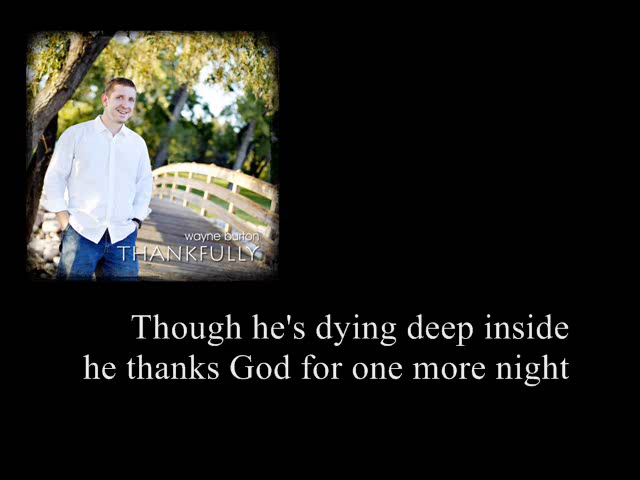 wayne burton
THANKFULLY
Though he's dying deep inside
he thanks God for one more night